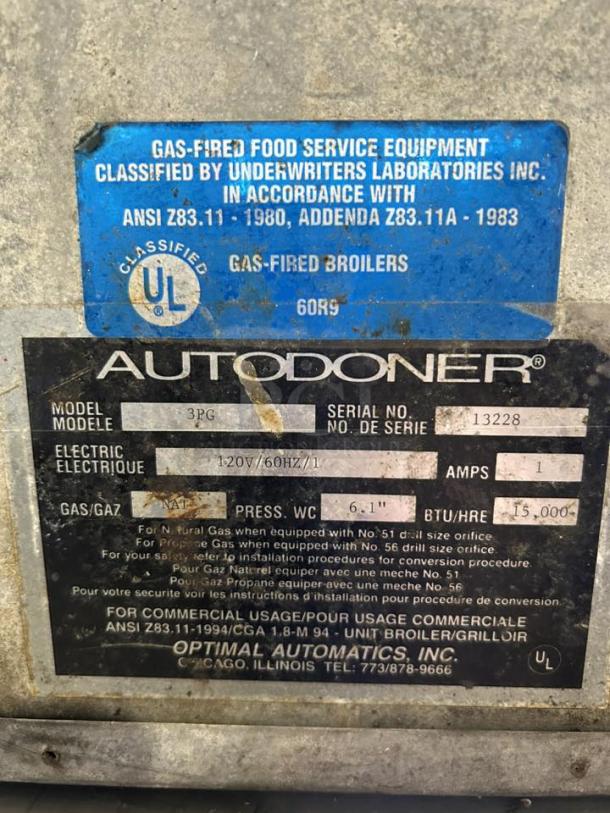 GAS-FIRED FOOD SERVICE EQUIPMENT
CLASSIFIED BY UNDERWRITERS LABORATORIES INC.
IN ACCORDANCE WITH
ANSI Z83.11 - 1980, ADDENDA Z83.11A - 1983
CLASSIFIED
UL
®
GAS-FIRED BROILERS
60R9
AUTODONER®
MODEL
MODELE
3PG
SERIAL NO.
NO. DE SERIE
13228
ELECTRIC
ELECTRIQUE
120V/60HZ/1
AMPS
1
GAS/GAZ
NAT
PRESS. WC
6.1"
BTU/HRE
15,000
For Natural Gas when equipped with No. 51 drill size orifice
For Propane Gas when equipped with No. 56 drill size orifice
For your safety refer to installation procedures for conversion procedure.
Pour Gaz Naturel equiper avec une meche No. 51
Pour Gaz Propane equiper avec une meche No. 56
Pour votre securite voir les instructions d'installation pour procedure de conversion
FOR COMMERCIAL USAGE/POUR USAGE COMMERCIALE
ANSI Z83.11-1994/CGA 1.8-M 94 - UNIT BROILER/GRILLOIR
OPTIMAL AUTOMATICS, INC.
CHICAGO, ILLINOIS TEL: 773/878-9666
UL